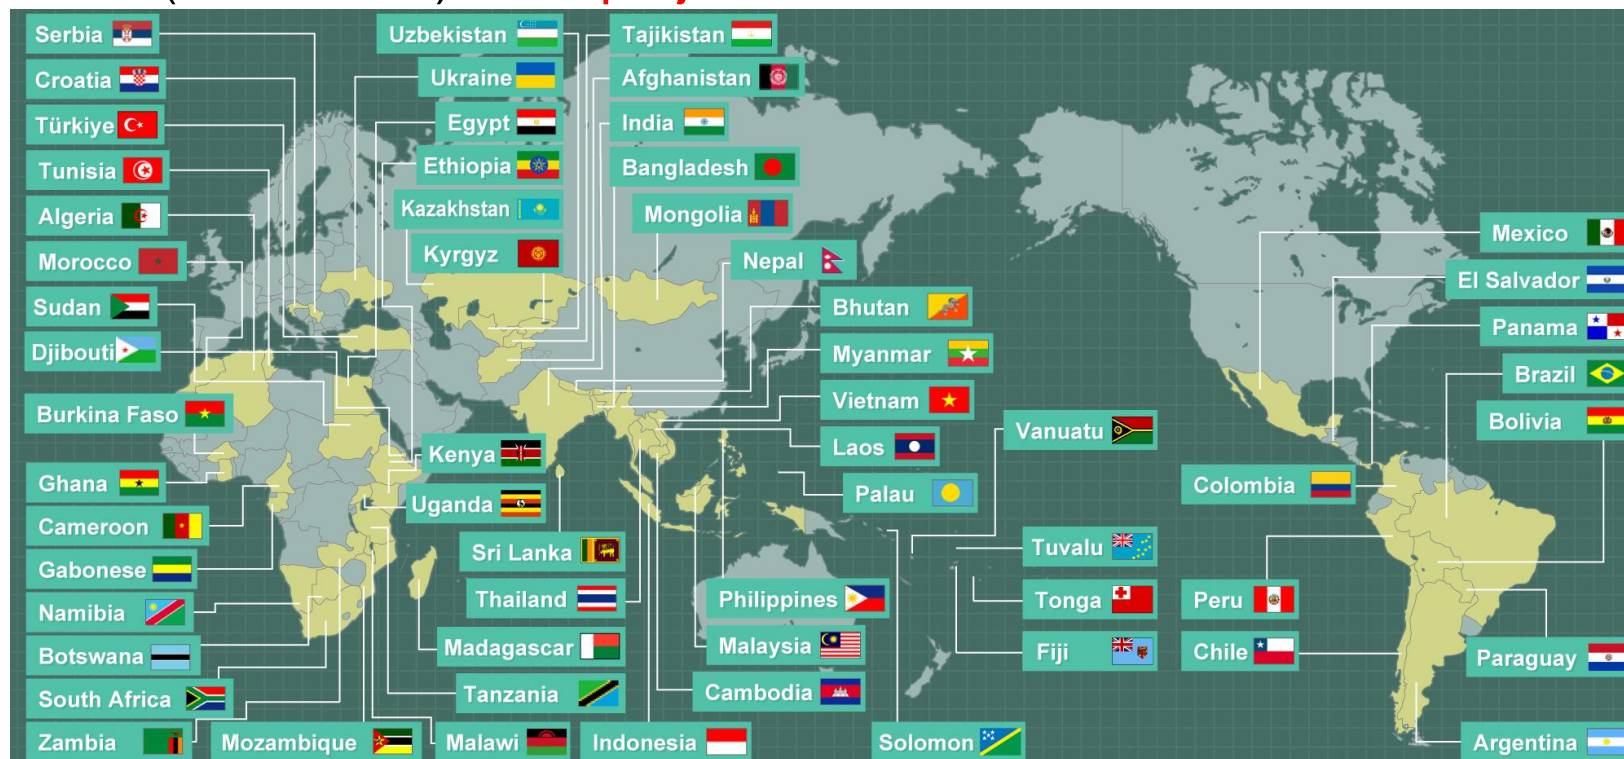 Serbia
Croatia
Türkiye
Tunisia
Algeria
Morocco
Sudan
Djibouti
Burkina Faso
Ghana
Cameroon
Gabonese
Namibia
Botswana
South Africa
Zambia
Mozambique
Uzbekistan
Ukraine
Egypt
Ethiopia
Kazakhstan
Kyrgyz
Kenya
Uganda
Sri Lanka
Thailand
Madagascar
Tanzania
Malawi
Indonesia
Tajikistan
Afghanistan
India
Bangladesh
Mongolia
Nepal
Bhutan
Myanmar
Vietnam
Laos
Palau
Philippines
Malaysia
Cambodia
Solomon
Vanuatu
Tuvalu
Tonga
Fiji
Mexico
El Salvador
Panama
Brazil
Bolivia
Colombia
Peru
Chile
Paraguay
Argentina